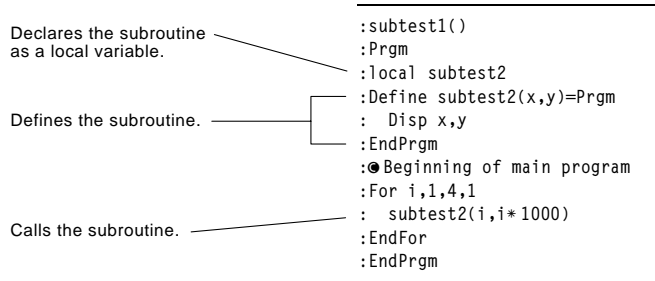 Declares the subroutine
as a local variable.
Defines the subroutine.
Calls the subroutine.
:subtest1()
:Prgm
:local subtest2
:Define subtest2(x,y)=Prgm
: Disp x,y
:EndPrgm
:©Beginning of main program
:For i,1,4,1
: subtest2(i,i*1000)
:EndFor
:EndPrgm